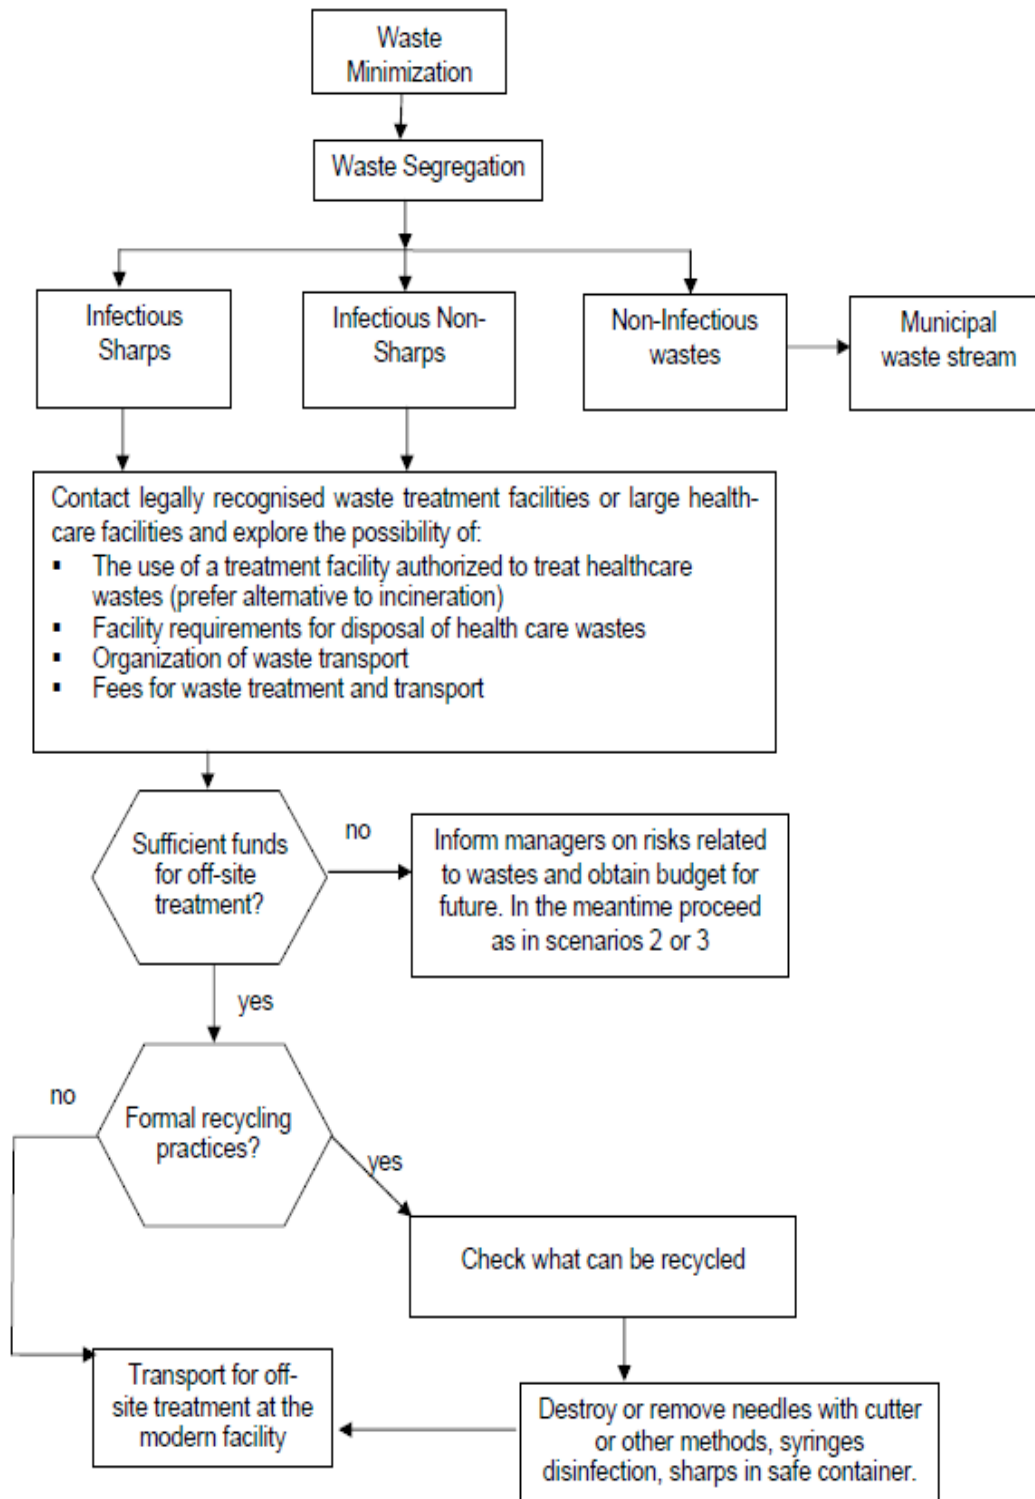 Waste
Minimization
Waste Segregation
Infectious
Sharps
Infectious Non-
Sharps
Non-Infectious
wastes
Municipal
waste stream
Contact legally recognised waste treatment facilities or large health-
care facilities and explore the possibility of:
▪ The use of a treatment facility authorized to treat healthcare
wastes (prefer alternative to incineration)
▪ Facility requirements for disposal of health care wastes
▪ Organization of waste transport
▪ Fees for waste treatment and transport
Sufficient funds
for off-site
treatment?
no
Inform managers on risks related
to wastes and obtain budget for
future. In the meantime proceed
as in scenarios 2 or 3
yes
no
Formal recycling
practices?
yes
Check what can be recycled
Transport for off-
site treatment at the
modern facility
Destroy or remove needles with cutter
or other methods, syringes
disinfection, sharps in safe container.